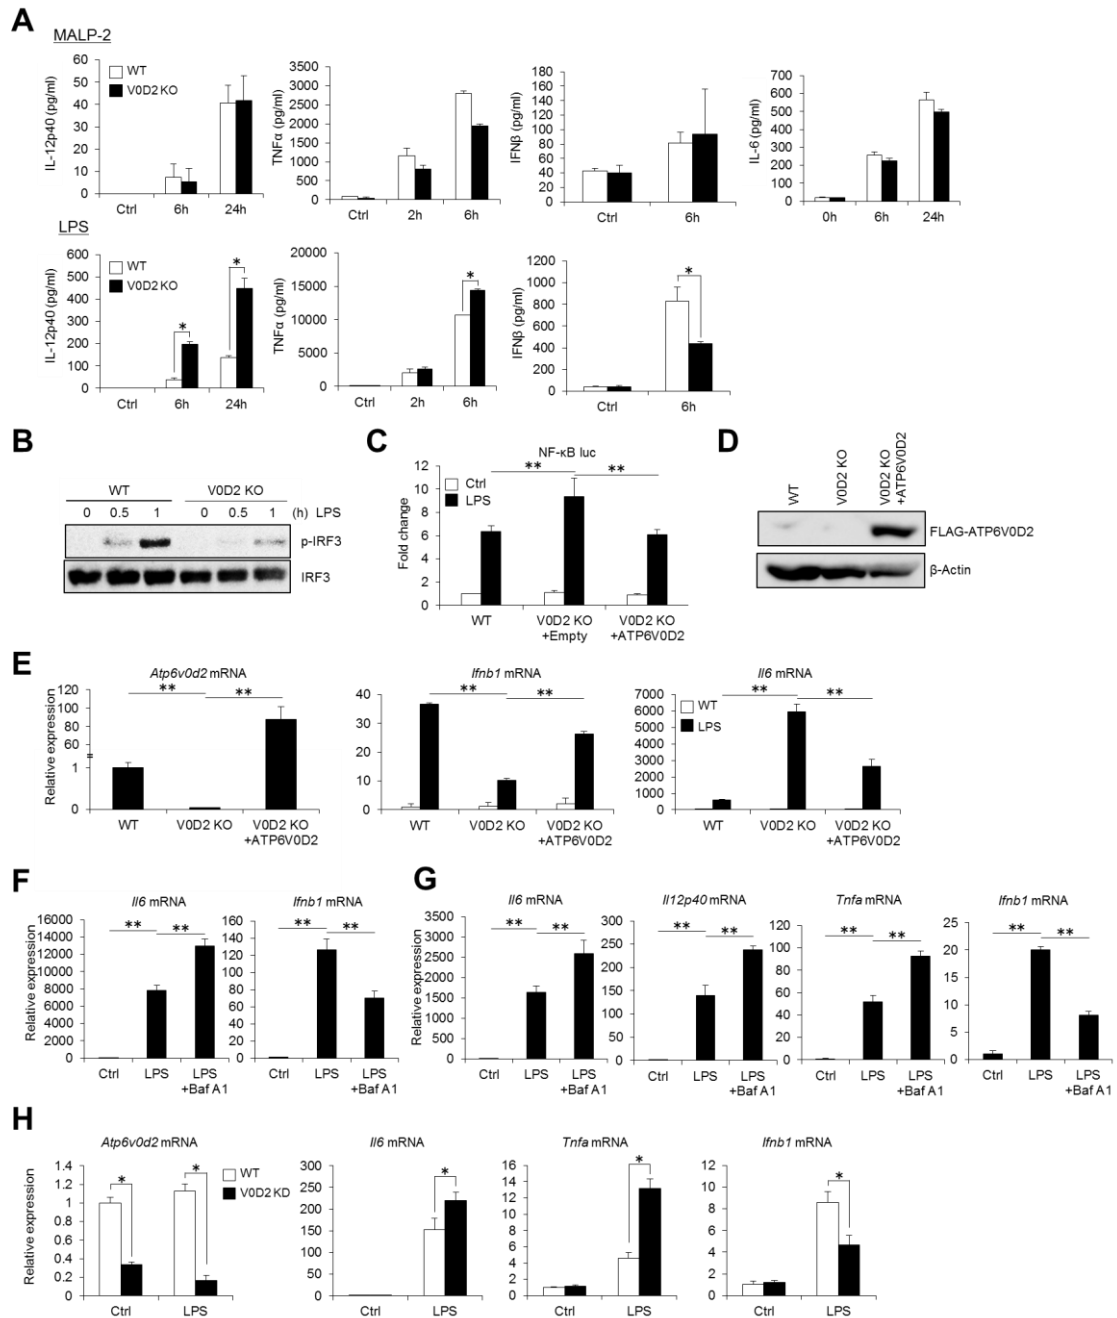 A
MALP-2
IL-12p40 (pg/ml)
60
50
40
30
20
10
0
WT
V0D2 KO
Ctrl 6h 24h
TNFα (pg/ml)
3500
3000
2500
2000
1500
1000
500
0
Ctrl 2h 6h
IFNβ (pg/ml)
180
160
140
120
100
80
60
40
20
0
Ctrl 6h
IL-6 (pg/ml)
700
600
500
400
300
200
100
0
0h 6h 24h
LPS
IL-12p40 (pg/ml)
600
500
400
300
200
100
0
WT
V0D2 KO
*
*
Ctrl 6h 24h
TNFα (pg/ml)
20000
15000
10000
5000
0
*
Ctrl 2h 6h
IFNβ (pg/ml)
1200
1000
800
600
400
200
0
*
Ctrl 6h
B
WT V0D2 KO
0 0.5 1 0 0.5 1 (h) LPS
p-IRF3
IRF3
C
NF-κB luc
Fold change
12
10
8
6
4
2
0
Ctrl
LPS
** **
WT V0D2 KO V0D2 KO
+Empty +ATP6V0D2
D
WT
V0D2 KO
V0D2 KO
+ATP6V0D2
FLAG-ATP6V0D2
β-Actin
E
Atp6v0d2 mRNA
Relative expression
120
100
80
60
1
0
** **
WT V0D2 KO V0D2 KO
+ATP6V0D2
Ifnb1 mRNA
40
30
20
10
0
** **
WT V0D2 KO V0D2 KO
+ATP6V0D2
Il6 mRNA
7000
6000
5000
4000
3000
2000
1000
0
WT
LPS
** **
WT V0D2 KO V0D2 KO
+ATP6V0D2
F
Il6 mRNA
Relative expression
16000
14000
12000
10000
8000
6000
4000
2000
0
** **
Ctrl LPS LPS
+Baf A1
Ifnb1 mRNA
160
140
120
100
80
60
40
20
0
** **
Ctrl LPS LPS
+Baf A1
G
Il6 mRNA
Relative expression
3500
3000
2500
2000
1500
1000
500
0
** **
Ctrl LPS LPS
+Baf A1
Il12p40 mRNA
300
250
200
150
100
50
0
** **
Ctrl LPS LPS
+Baf A1
Tnfa mRNA
120
100
80
60
40
20
0
** **
Ctrl LPS LPS
+Baf A1
Ifnb1 mRNA
25
20
15
10
5
0
** **
Ctrl LPS LPS
+Baf A1
H
Atp6v0d2 mRNA
Relative expression
1.4
1.2
1
0.8
0.6
0.4
0.2
0
* *
WT
V0D2 KD
Ctrl LPS
Il6 mRNA
300
250
200
150
100
50
0
*
Ctrl LPS
Tnfa mRNA
16
14
12
10
8
6
4
2
0
*
Ctrl LPS
Ifnb1 mRNA
12
10
8
6
4
2
0
*
Ctrl LPS